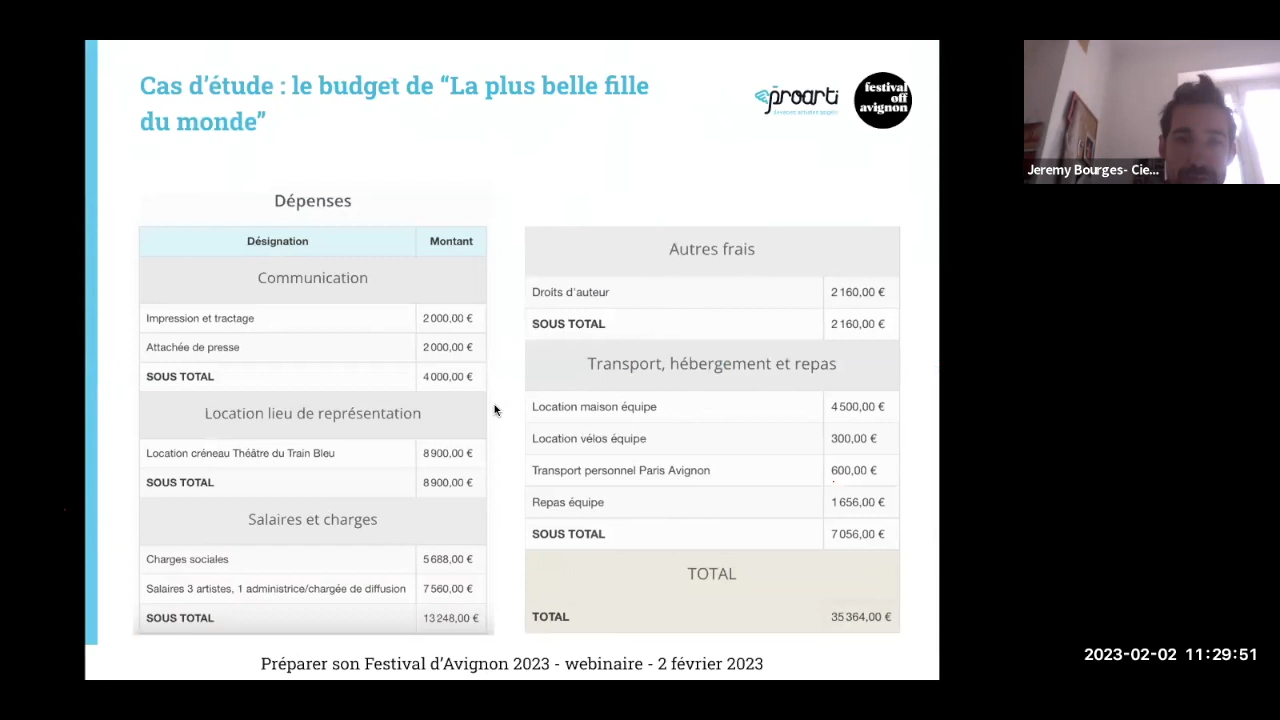 Cas d'étude : le budget de “La plus belle fille
du monde”
proarti
festival
off
avignon
Jeremy Bourges- Cie...
Dépenses
Désignation Montant
Communication
Impression et tractage 2 000,00 €
Attachée de presse 2 000,00 €
SOUS TOTAL 4 000,00 €
Location lieu de représentation
Location créneau Théâtre du Train Bleu 8 900,00 €
SOUS TOTAL 8 900,00 €
Salaires et charges
Charges sociales 5 688,00 €
Salaires 3 artistes, 1 administrice/chargée de diffusion 7 560,00 €
SOUS TOTAL 13 248,00 €
Autres frais
Droits d'auteur 2 160,00 €
SOUS TOTAL 2 160,00 €
Transport, hébergement et repas
Location maison équipe 4 500,00 €
Location vélos équipe 300,00 €
Transport personnel Paris Avignon 600,00 €
Repas équipe 1 656,00 €
SOUS TOTAL 7 056,00 €
TOTAL
TOTAL 35 364,00 €
Préparer son Festival d'Avignon 2023 - webinaire - 2 février 2023
2023-02-02 11:29:51